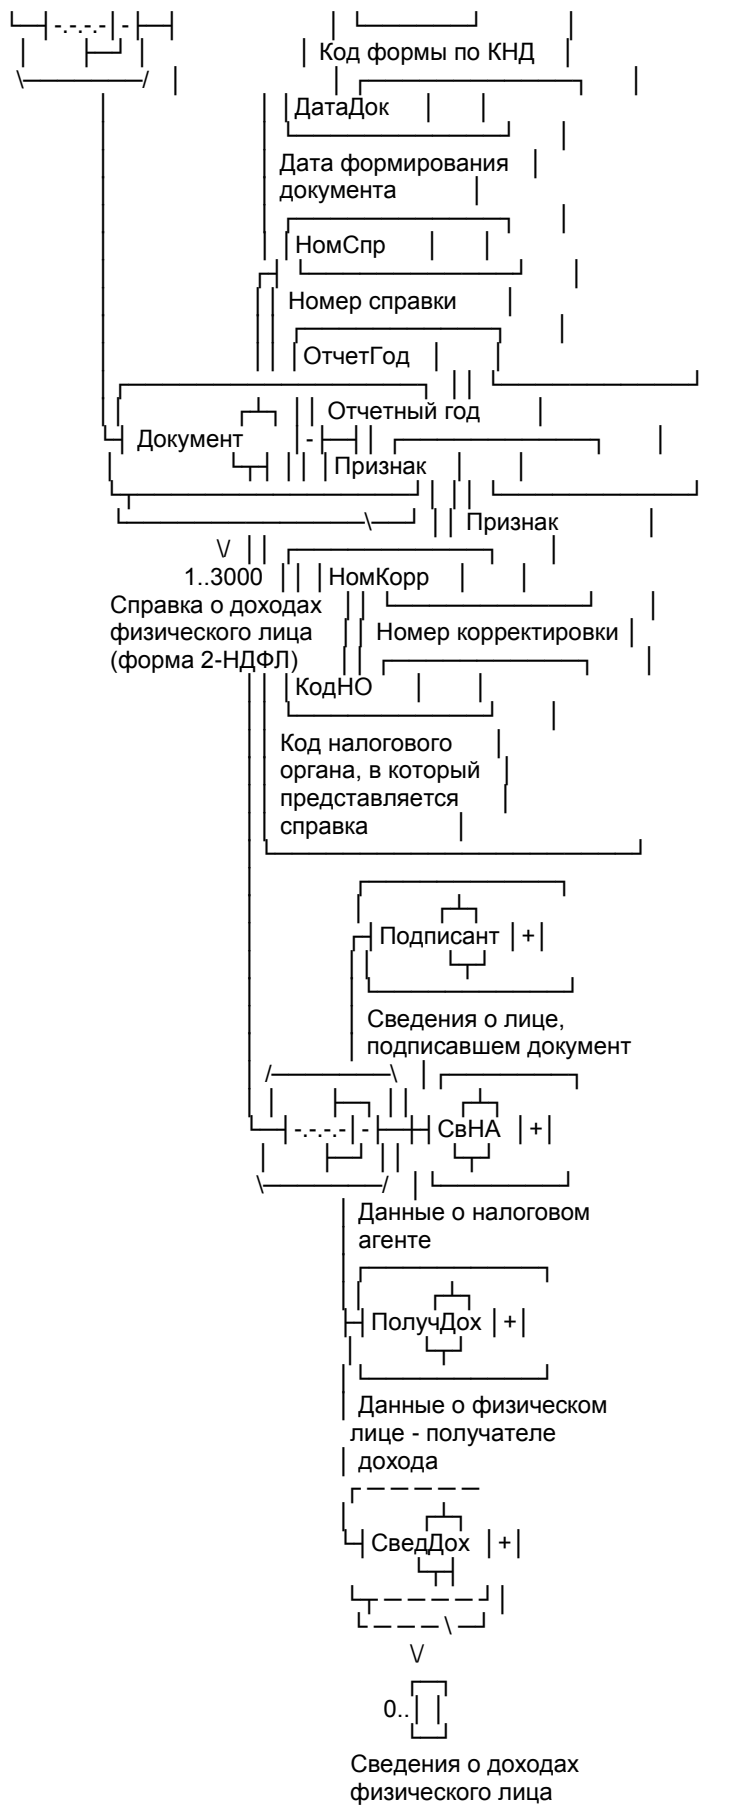 -.-.-.- -
Код формы по КНД
ДатаДок
Дата формирования
документа
НомСпр
Номер справки
ОтчетГод
Отчетный год
Документ -
Признак
Признак
1..3000 НомКорр
Справка о доходах
физического лица Номер корректировки
(форма 2-НДФЛ)
КодНО
Код налогового
органа, в который
представляется
справка
Подписант +
Сведения о лице,
подписавшем документ
-.-.-.- - СвНА +
Данные о налоговом
агенте
ПолучДох +
Данные о физическом
лице - получателе
дохода
СведДох +
0..
Сведения о доходах
физического лица